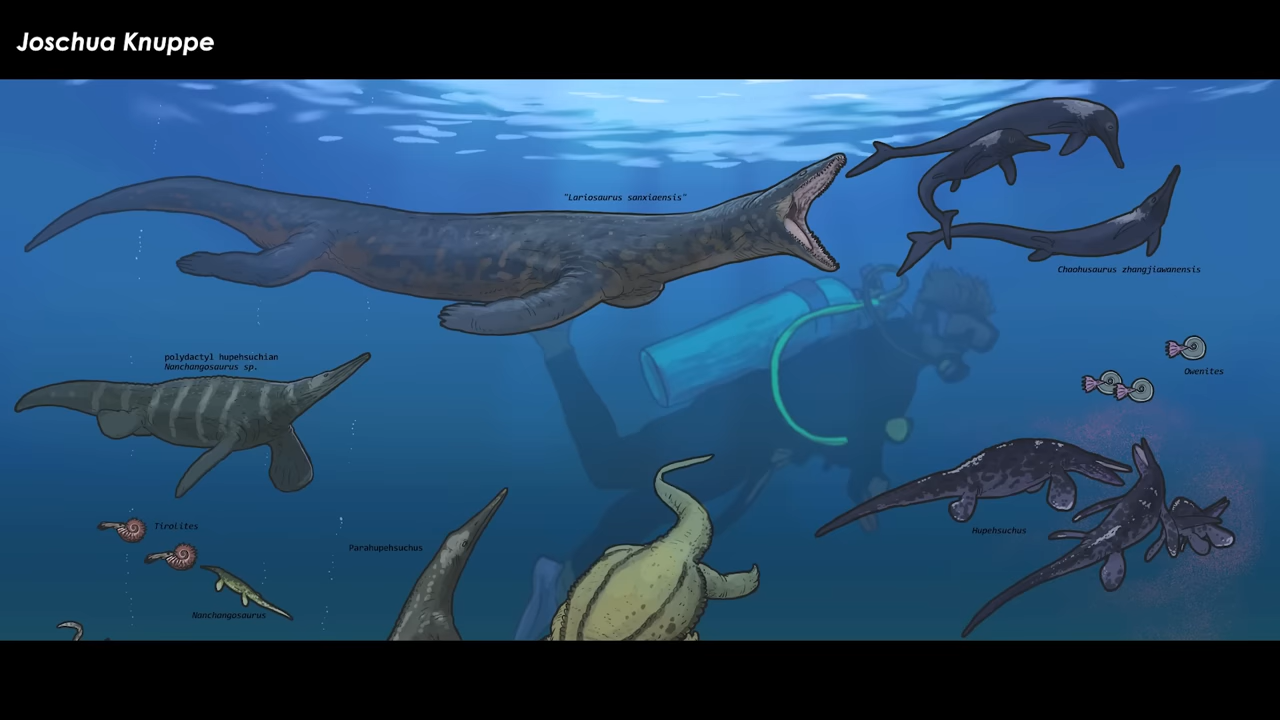 Joschua Knuppe
"Lariosaurus sanxiaensis"
Chaohusaurus zhangjiawanensis
polydactyl hupehsuchian
Nanchangosaurus sp.
Owenites
Tirolites
Hupehsuchus
Parahupehsuchus
Nanchangosaurus